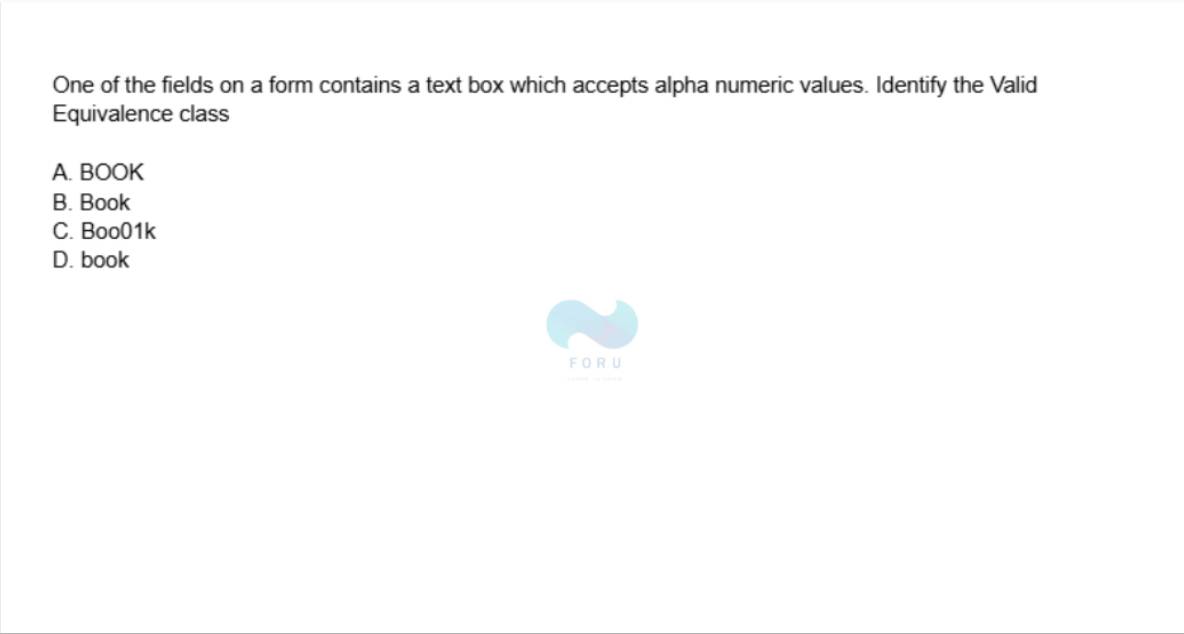 One of the fields on a form contains a text box which accepts alpha numeric values. Identify the Valid
Equivalence class
A. BOOK
B. Book
C. Boo01k
D. book
FORU